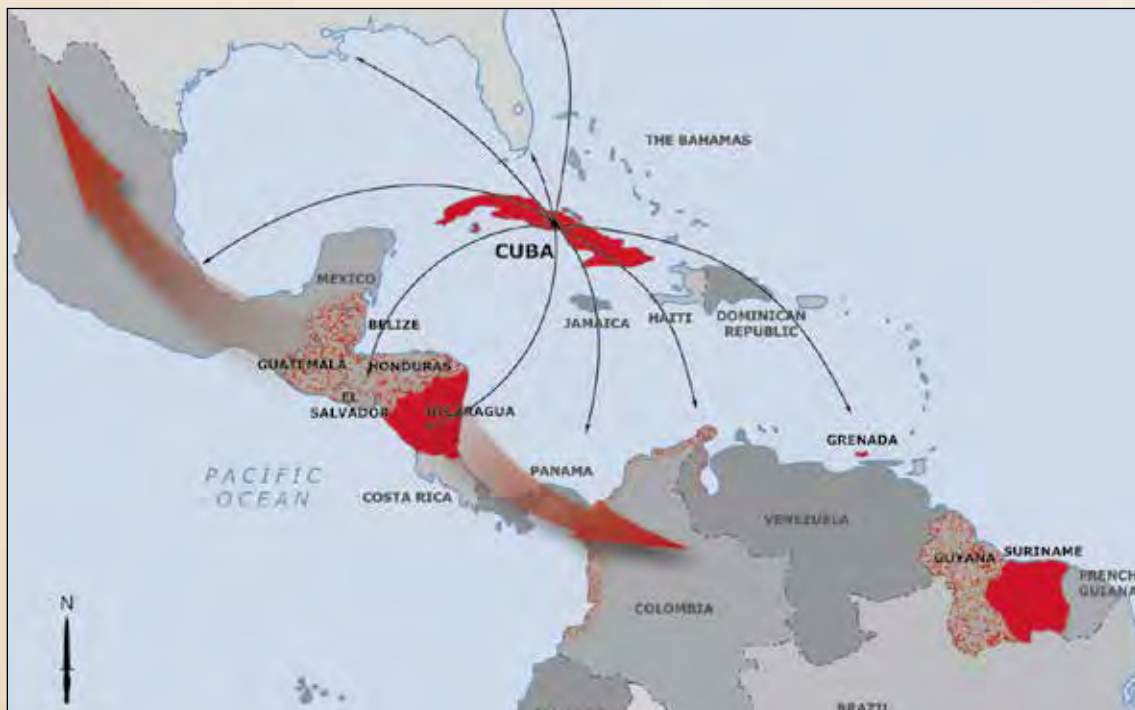 THE BAHAMAS
CUBA
MEXICO
BELIZE
JAMAICA
HAITI
DOMINICAN
REPUBLIC
GUATEMALA
HONDURAS
EL
SALVADOR
NICARAGUA
GRENADA
PACIFIC
OCEAN
PANAMA
COSTA RICA
VENEZUELA
GUYANA
SURINAME
FRENCH
GUIANA
COLOMBIA
N
BRAZIL